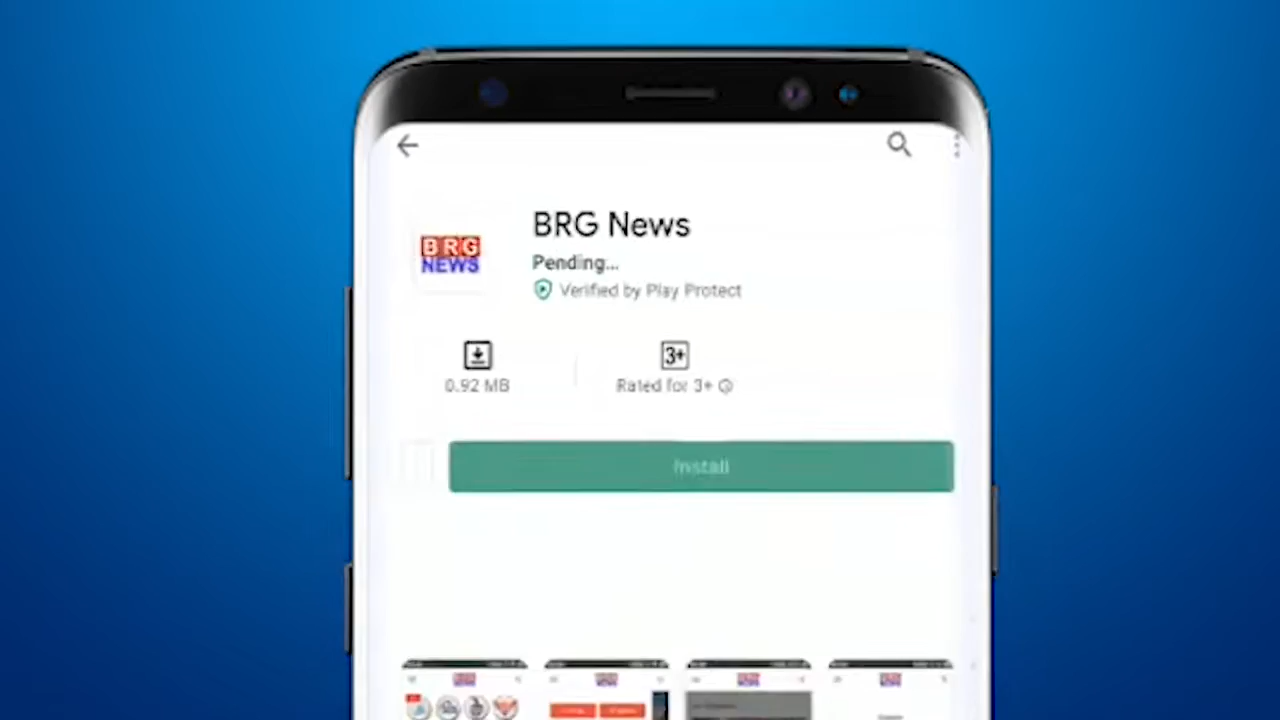 BRG News
BRG
NEWS
Pending...
Verified by Play Protect
3+
0.92 MB
Rated for 3+
Install